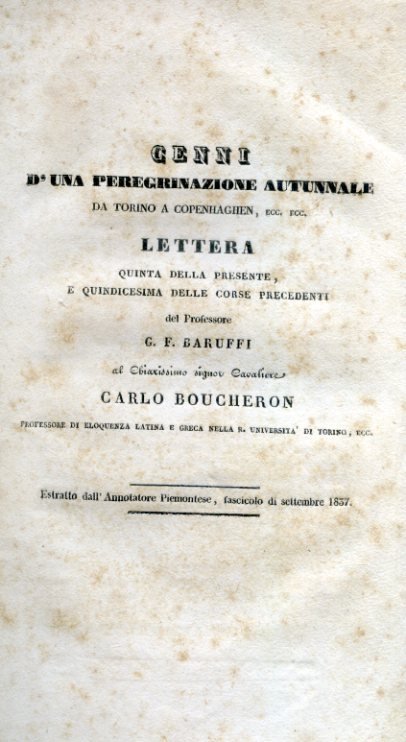 CENNI
D'UNA PEREGRINAZIONE AUTUNNALE
DA TORINO A COPENHAGHEN, ECC. ECC.
LETTERA
QUINTA DELLA PRESENTE,
E QUINDICESIMA DELLE CORSE PRECEDENTI
del Professore
G. F. BARUFFI
al Chiarissimo signor Cavaliere
CARLO BOUCHERON
PROFESSORE DI ELOQUENZA LATINA E GRECA NELLA R. UNIVERSITA' DI TORINO, ECC.
Estratto dall'Annotatore Piemontese, fascicolo di settembre 1837.